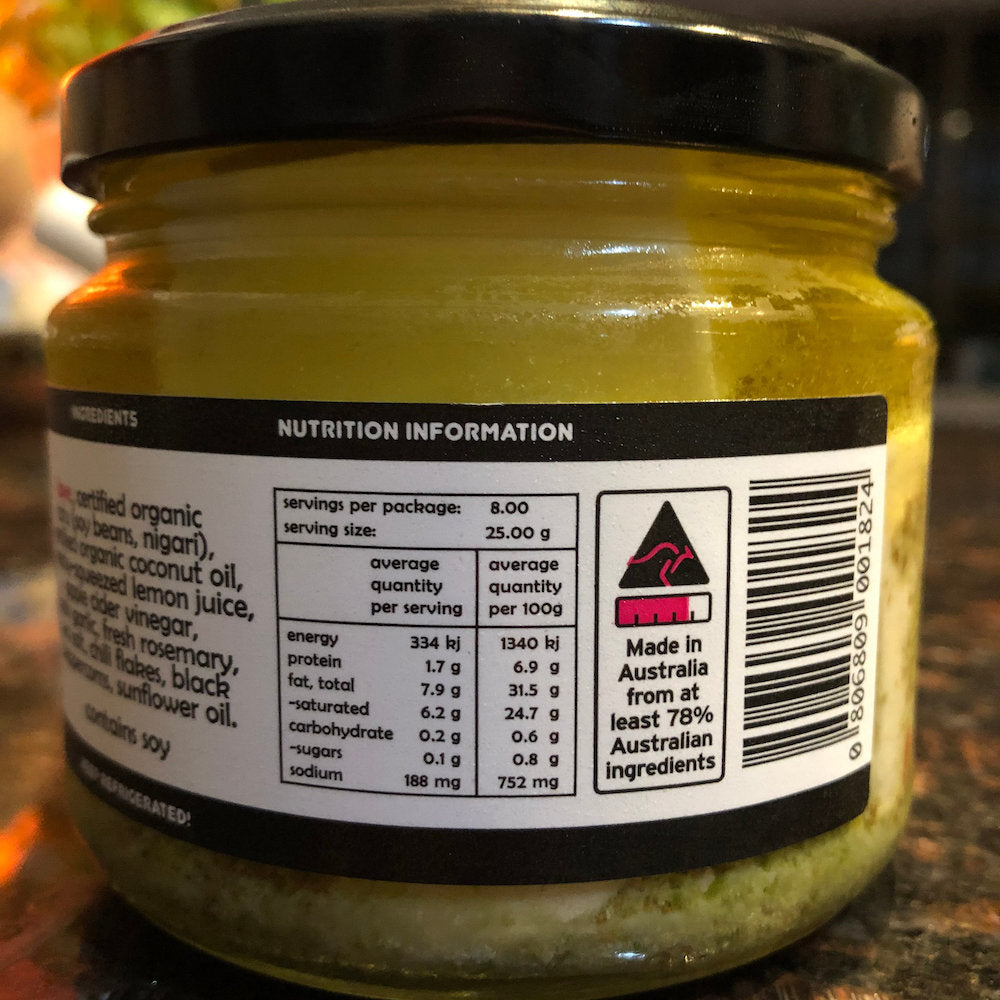 INGREDIENTS
certified organic
(soy beans, nigari),
organic coconut oil,
squeezed lemon juice,
cider vinegar,
garlic, fresh rosemary,
salt, chili flakes, black
sunflower oil.
contains soy
REFRIGERATED!
NUTRITION INFORMATION
servings per package: 8.00
serving size: 25.00 g
average quantity per serving
average quantity per 100g
energy 334 kj 1340 kj
protein 1.7 g 6.9 g
fat, total 7.9 g 31.5 g
-saturated 6.2 g 24.7 g
carbohydrate 0.2 g 0.6 g
-sugars 0.1 g 0.8 g
sodium 188 mg 752 mg
Made in
Australia
from at
least 78%
Australian
ingredients
0 806809 001824